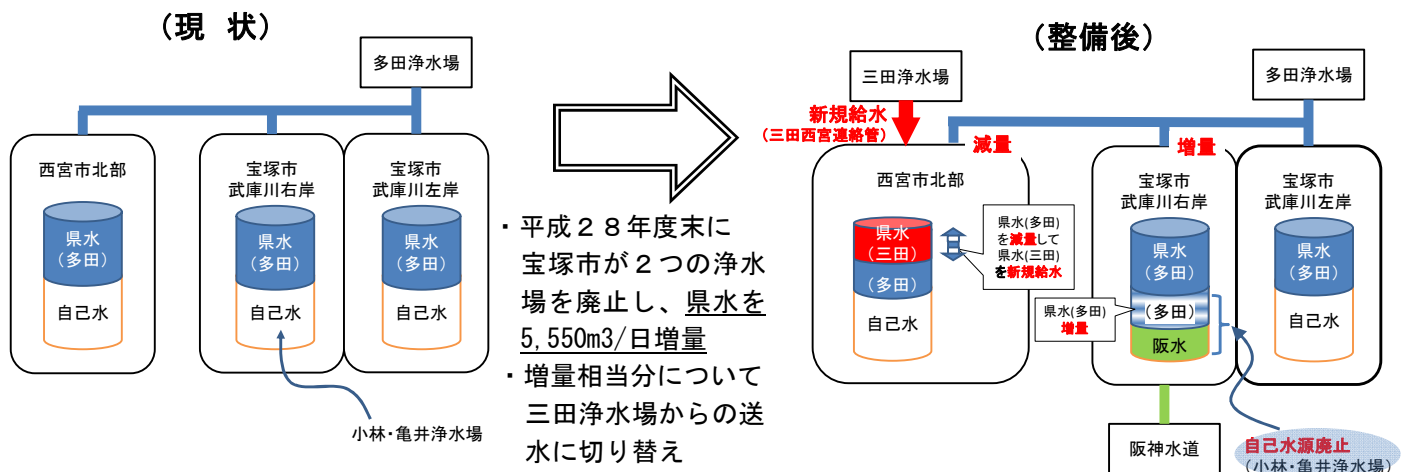 (現 状)
多田浄水場
西宮市北部
県水
(多田)
自己水
宝塚市
武庫川右岸
県水
(多田)
自己水
宝塚市
武庫川左岸
県水
(多田)
自己水
小林・亀井浄水場
・平成28年度末に
宝塚市が2つの浄水
場を廃止し、県水を
5,550m3/日増量
・増量相当分について
三田浄水場からの送
水に切り替え
(整備後)
三田浄水場
多田浄水場
新規給水
(三田西宮連絡管)
減量
増量
西宮市北部
県水
(三田)
(多田)
自己水
県水(多田)
を減量して
県水(三田)
を新規給水
宝塚市
武庫川右岸
県水
(多田)
(多田)
阪水
県水(多田)
増量
宝塚市
武庫川左岸
県水
(多田)
自己水
阪神水道
自己水源廃止
(小林・亀井浄水場)